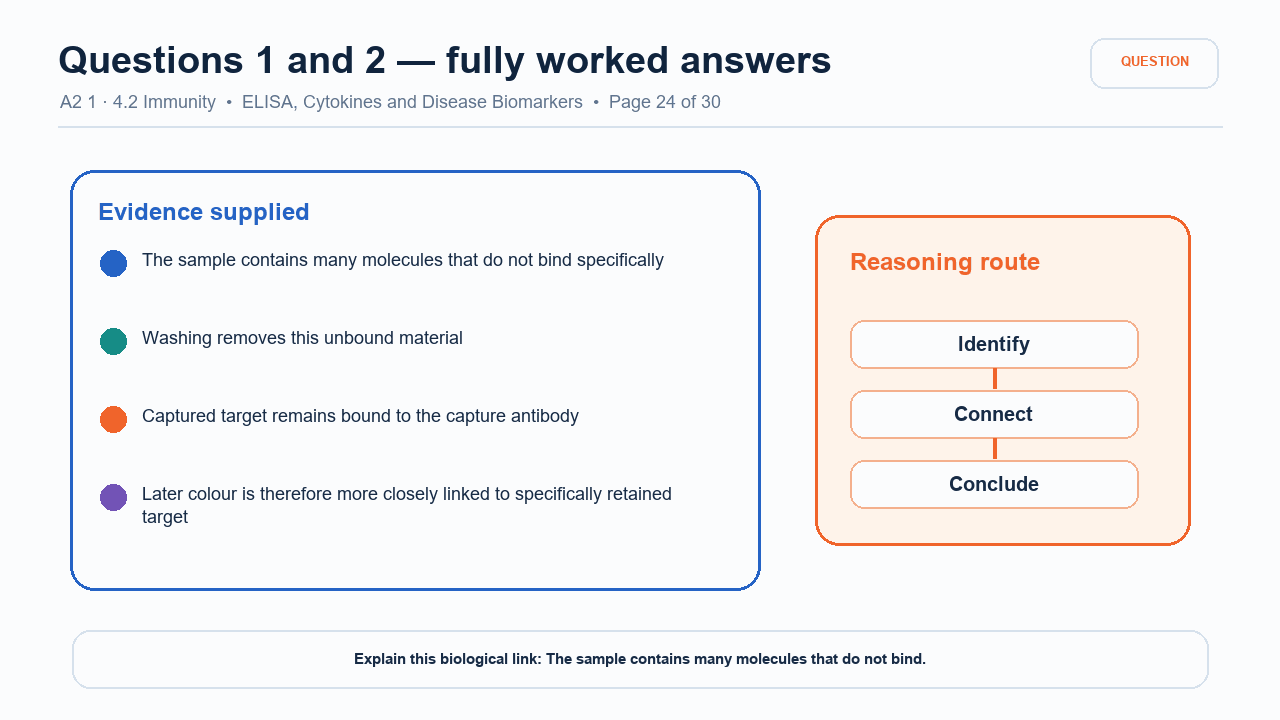 Questions 1 and 2 — fully worked answers
QUESTION
A2 1 · 4.2 Immunity • ELISA, Cytokines and Disease Biomarkers • Page 24 of 30
Evidence supplied
The sample contains many molecules that do not bind specifically
Washing removes this unbound material
Captured target remains bound to the capture antibody
Later colour is therefore more closely linked to specifically retained
target
Reasoning route
Identify
Connect
Conclude
Explain this biological link: The sample contains many molecules that do not bind.